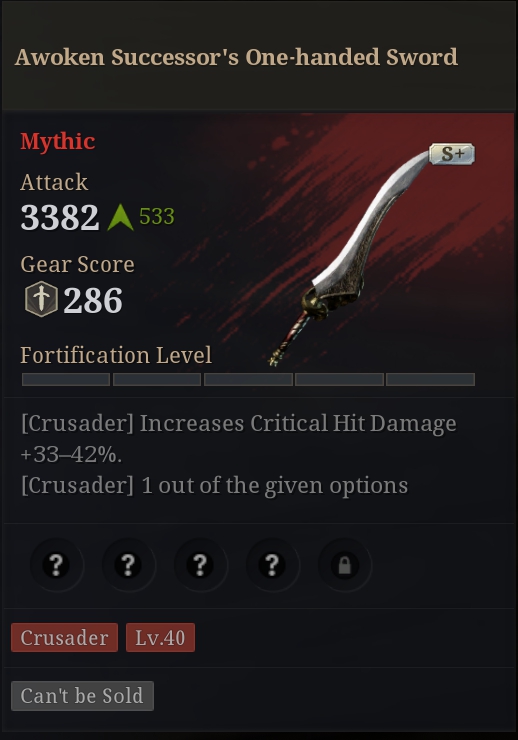 Awoken Successor's One-handed Sword
Mythic
S+
Attack
3382 533
Gear Score
286
Fortification Level
[Crusader] Increases Critical Hit Damage
+33–42%.
[Crusader] 1 out of the given options
? ? ? ?
Crusader Lv.40
Can't be Sold